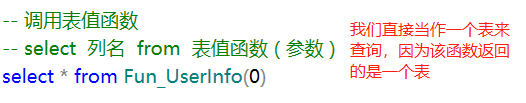 -- 调用表值函数
-- select 列名 from 表值函数 ( 参数 )
select * from Fun_UserInfo(0)
我们直接当作一个表来
查询，因为该函数返回
的是一个表